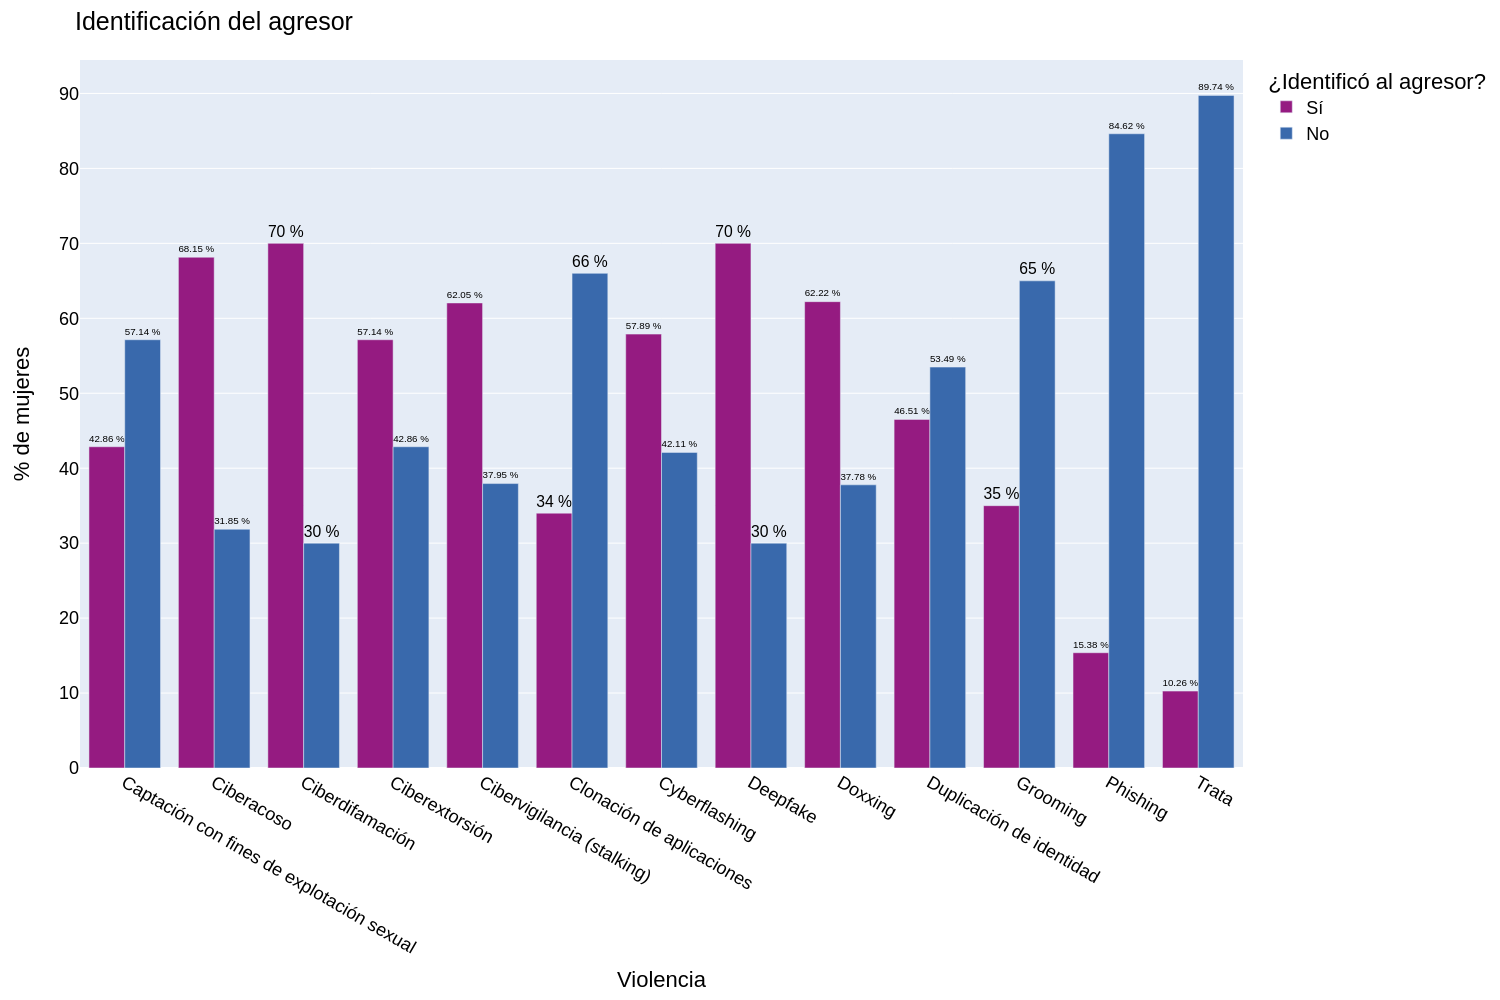 Identificación del agresor
¿Identificó al agresor?
Sí
No
% de mujeres
90
80
70
60
50
40
30
20
10
0
42.86 %
57.14 %
68.15 %
31.85 %
70 %
30 %
57.14 %
42.86 %
62.05 %
37.95 %
34 %
66 %
57.89 %
42.11 %
70 %
30 %
62.22 %
37.78 %
46.51 %
53.49 %
35 %
65 %
15.38 %
84.62 %
10.26 %
89.74 %
Captación con fines de explotación sexual
Ciberacoso
Ciberdifamación
Ciberextorsión
Cibervigilancia (stalking)
Clonación de aplicaciones
Cyberflashing
Deepfake
Doxxing
Duplicación de identidad
Grooming
Phishing
Trata
Violencia